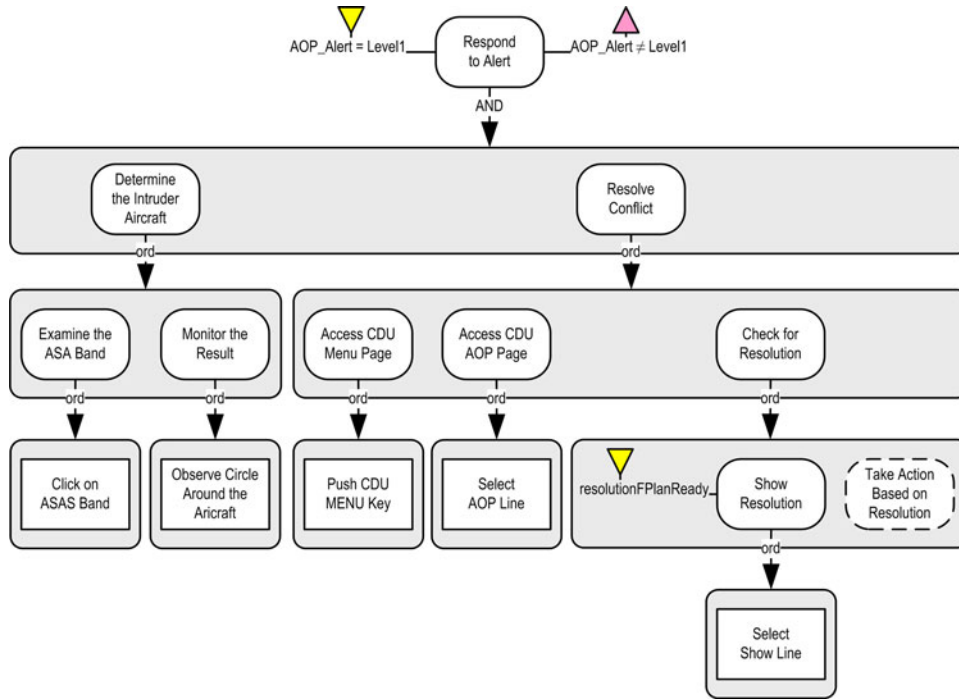 AOP_Alert = Level1
Respond
to Alert
AOP_Alert ≠ Level1
AND
Determine
the Intruder
Aircraft
Resolve
Conflict
ord
ord
Examine the
ASA Band
Monitor the
Result
Access CDU
Menu Page
Access CDU
AOP Page
Check for
Resolution
ord
ord
ord
ord
ord
Click on
ASAS Band
Observe Circle
Around the
Aricraft
Push CDU
MENU Key
Select
AOP Line
resolutionFPlanReady
Show
Resolution
Take Action
Based on
Resolution
ord
Select
Show Line